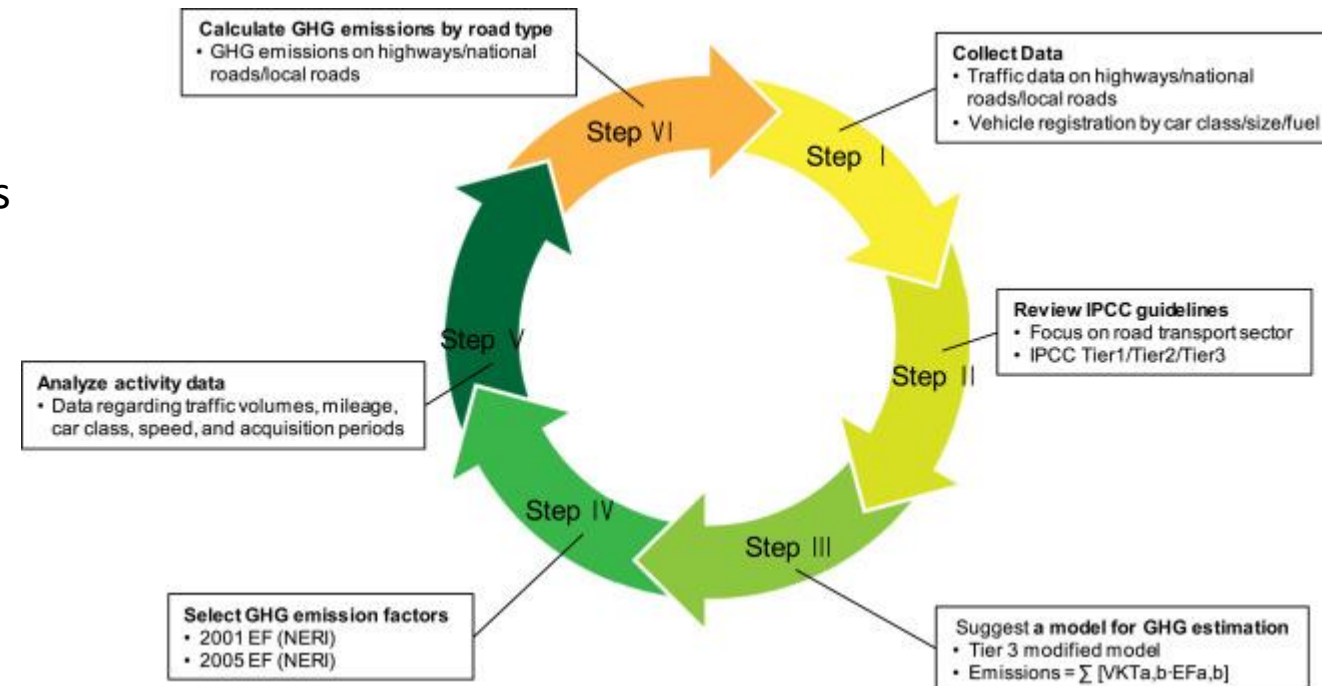 Calculate GHG emissions by road type
• GHG emissions on highways/national
roads/local roads
Collect Data
• Traffic data on highways/national
roads/local roads
• Vehicle registration by car class/size/fuel
Step VI
Step I
s
Review IPCC guidelines
• Focus on road transport sector
• IPCC Tier1/Tier2/Tier3
Step V
Step II
Analyze activity data
• Data regarding traffic volumes, mileage,
car class, speed, and acquisition periods
Step IV
Step III
Select GHG emission factors
• 2001 EF (NERI)
• 2005 EF (NERI)
Suggest a model for GHG estimation
• Tier 3 modified model
• Emissions = ∑ [VKTa,b-EFa,b]